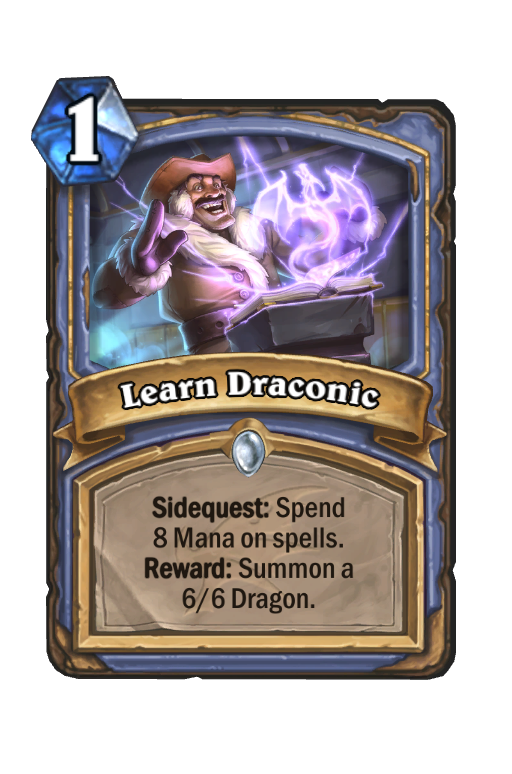 1
Learn Draconic
Sidequest: Spend
8 Mana on spells.
Reward: Summon a
6/6 Dragon.